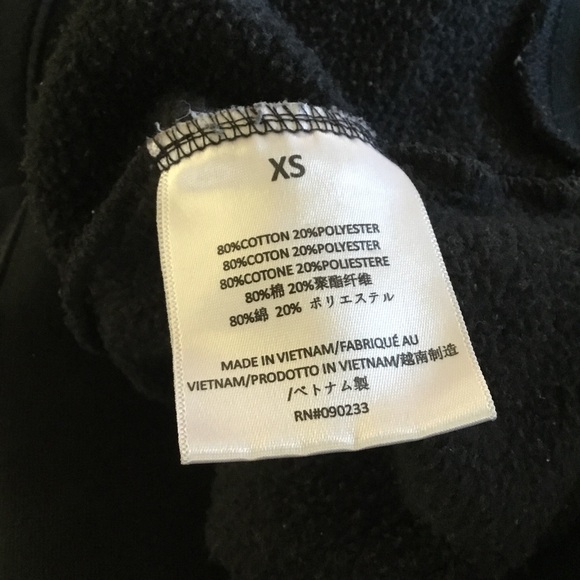 XS
80%COTTON 20%POLYESTER
80%COTON 20%POLYESTER
80%COTONE 20%POLIESTERE
80%棉 20%聚酯纤维
80%綿 20% ポリエステル
MADE IN VIETNAM/FABRIQUÉ AU
VIETNAM/PRODOTTO IN VIETNAM/越南制造
/ベトナム製
RN#090233